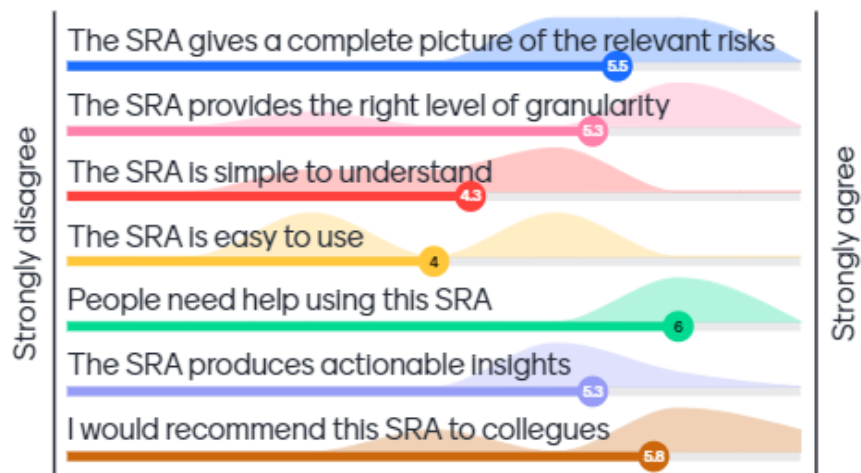 The SRA gives a complete picture of the relevant risks
5.5
The SRA provides the right level of granularity
5.3
The SRA is simple to understand
4.3
The SRA is easy to use
4
People need help using this SRA
6
The SRA produces actionable insights
5.3
I would recommend this SRA to collegues
5.8
Strongly disagree
Strongly agree